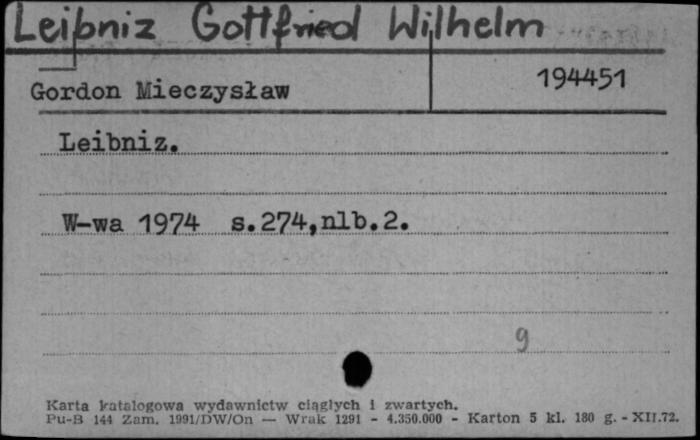 Leibniz Gottfried Wilhelm
194451
Gordon Mieczysław
Leibniz.
W-wa 1974 s.274,nlb.2.
9
Karta katalogowa wydawnictw ciągłych i zwartych.
Pu-B 144 Zam. 1991/DW/On — Wrak 1291 - 4.350.000 - Karton 5 kl. 180 g. - XII.72.